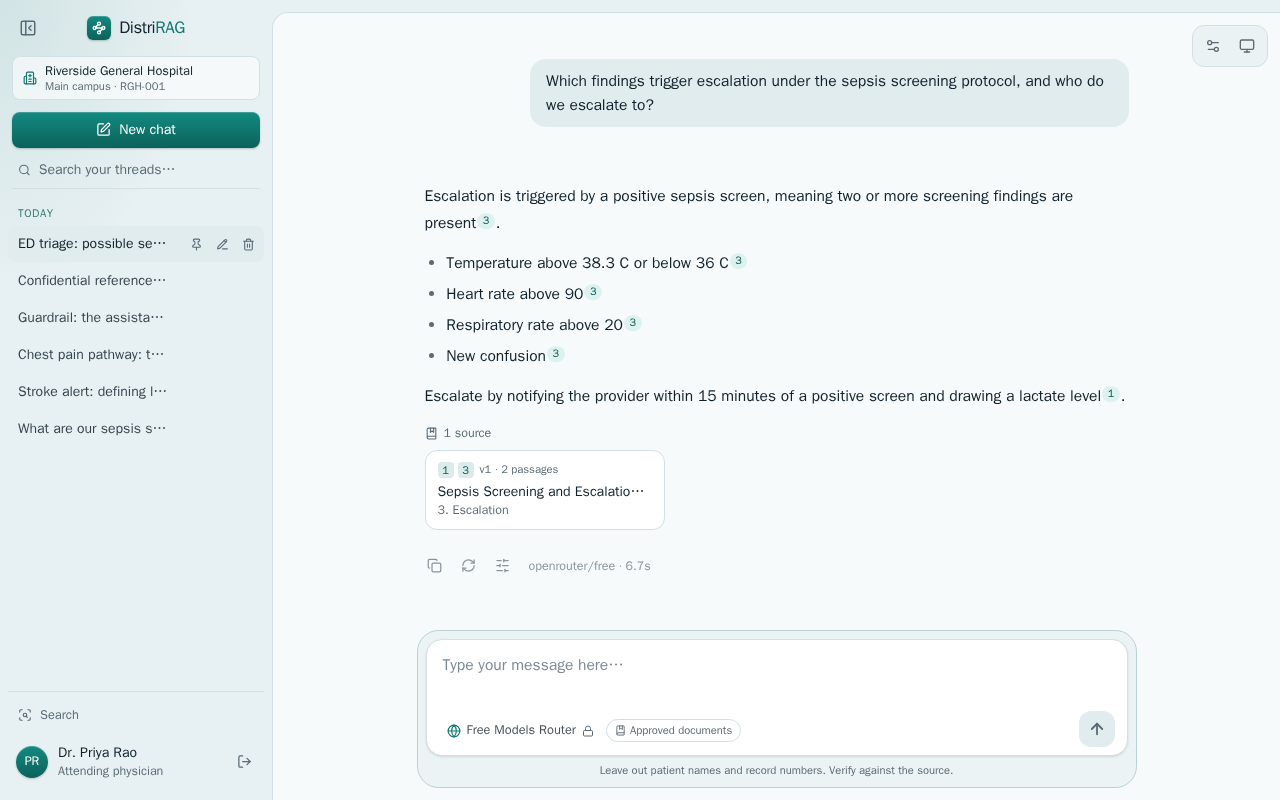 DistriRAG
Riverside General Hospital
Main campus · RGH-001
New chat
Search your threads···
TODAY
ED triage: possible se···
Confidential reference···
Guardrail: the assista···
Chest pain pathway: t···
Stroke alert: defining l···
What are our sepsis s···
Search
PR
Dr. Priya Rao
Attending physician
Which findings trigger escalation under the sepsis screening protocol, and who do
we escalate to?
Escalation is triggered by a positive sepsis screen, meaning two or more screening findings are
present 3 .
• Temperature above 38.3 C or below 36 C 3
• Heart rate above 90 3
• Respiratory rate above 20 3
• New confusion 3
Escalate by notifying the provider within 15 minutes of a positive screen and drawing a lactate level 1 .
1 source
1 3 v1 · 2 passages
Sepsis Screening and Escalatio···
3. Escalation
openrouter/free · 6.7s
Type your message here···
Free Models Router
Approved documents
Leave out patient names and record numbers. Verify against the source.